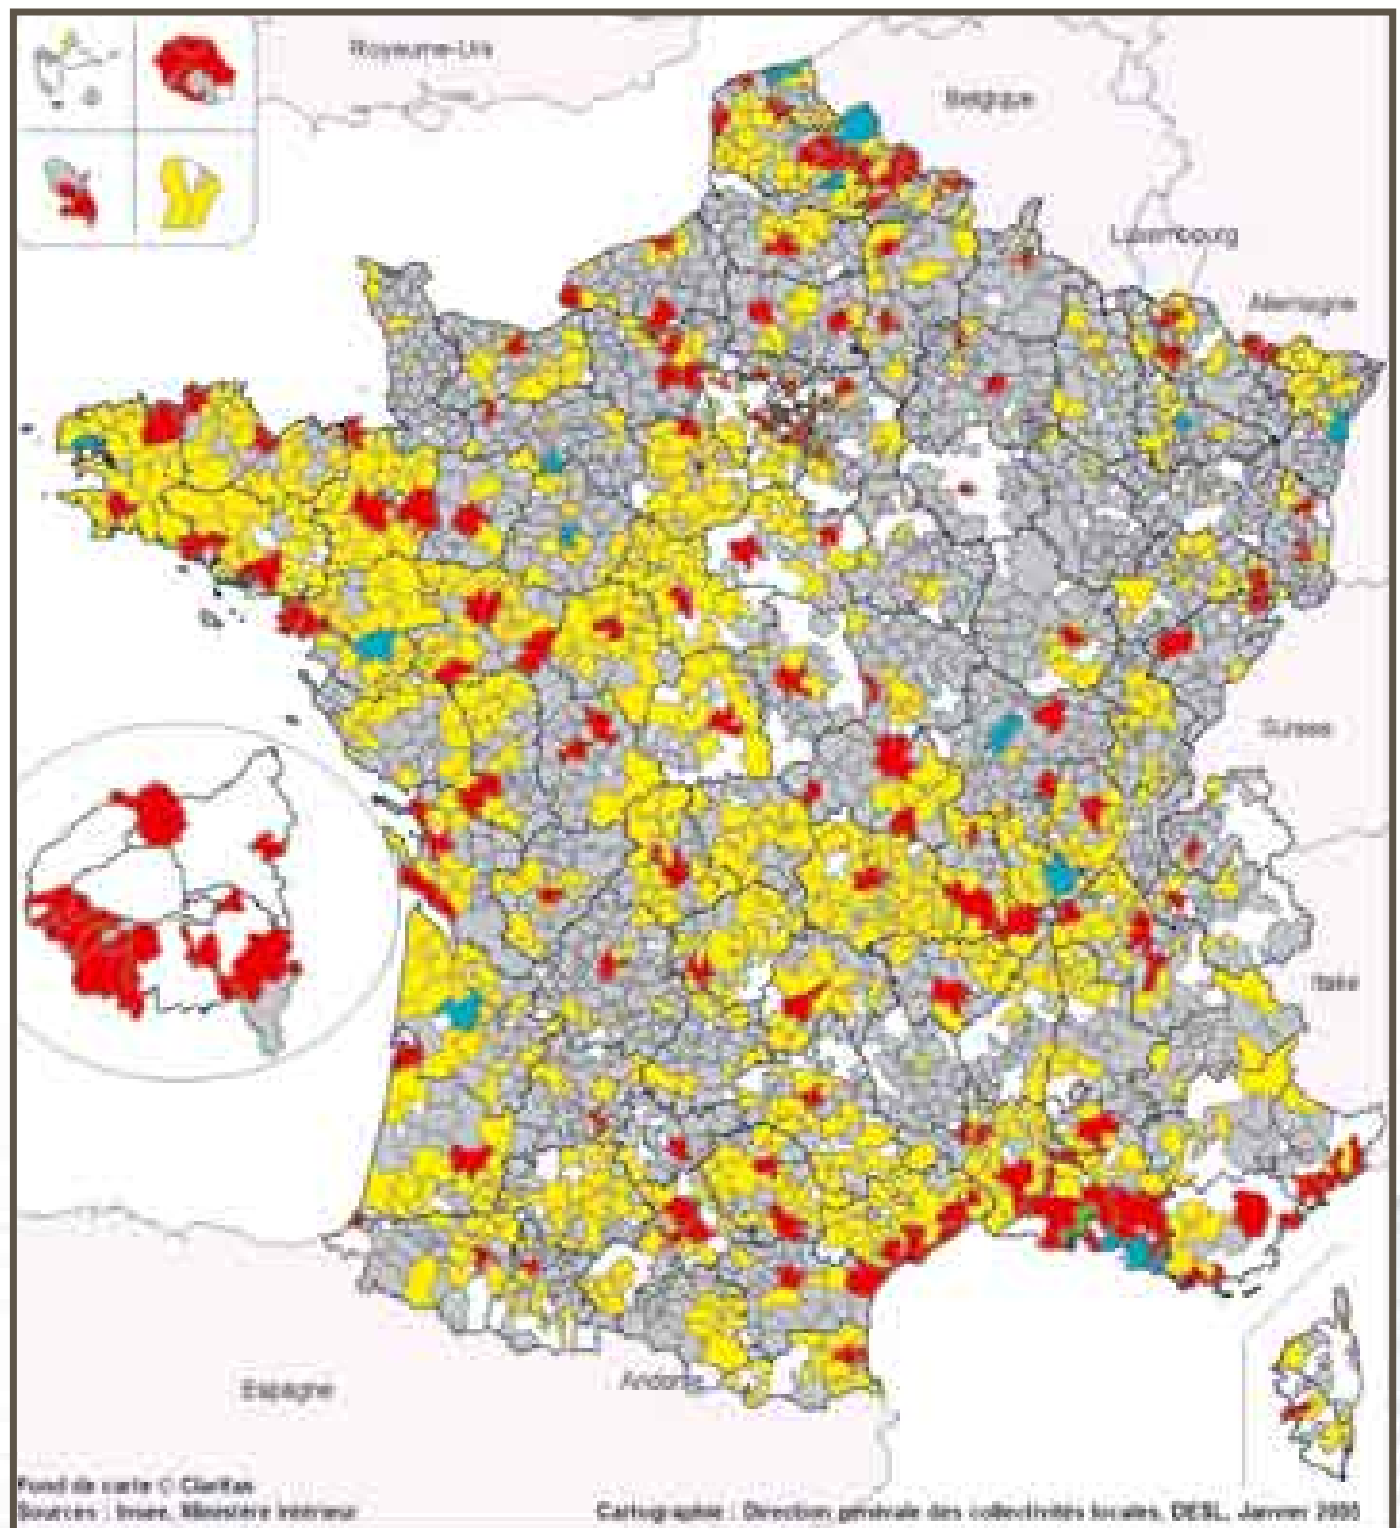 Royaume-Uni
Belgique
Luxembourg
Allemagne
Suisse
Italie
Espagne
Andorre
Fond de carte © Claritas
Sources : Insee, Ministère Intérieur
Cartographie : Direction générale des collectivités locales, DESL, Janvier 2005